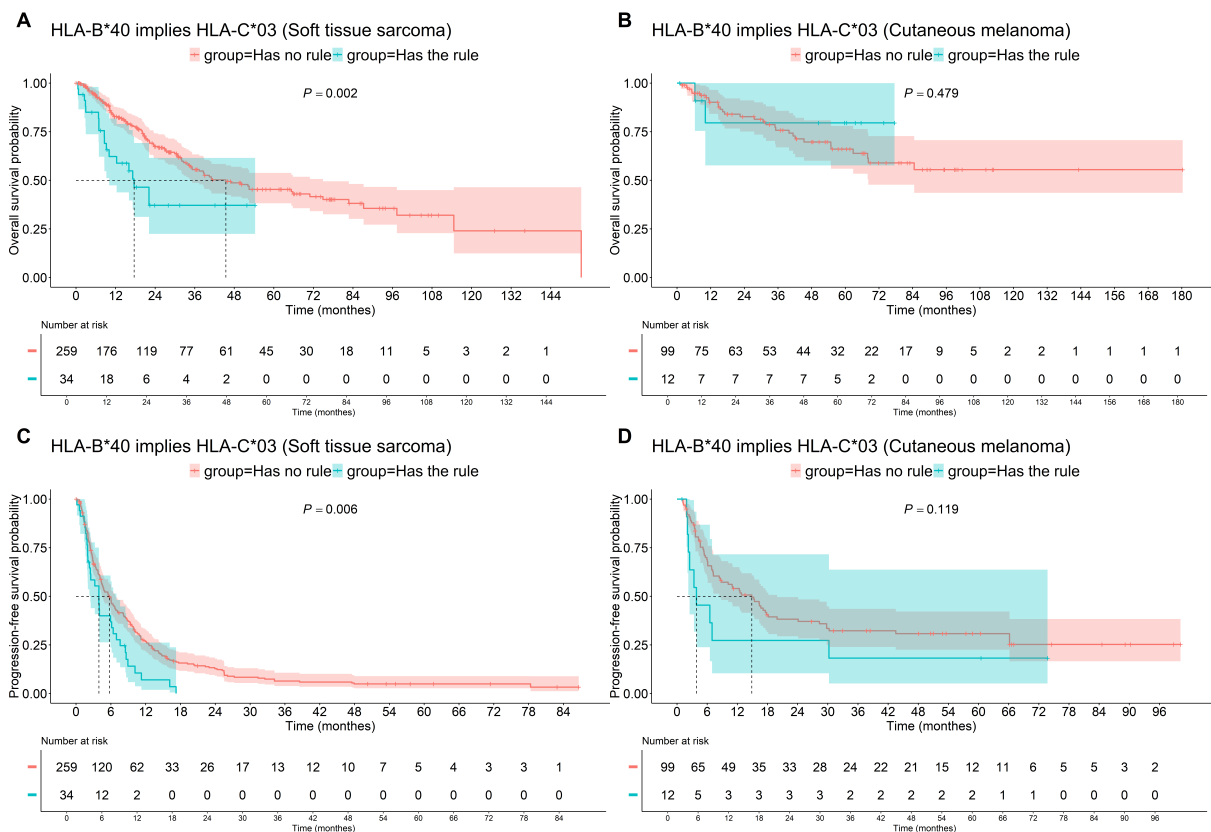 A
HLA-B*40 implies HLA-C*03 (Soft tissue sarcoma)
group=Has no rule group=Has the rule
P = 0.002
Overall survival probability
1.00
0.75
0.50
0.25
0.00
0 12 24 36 48 60 72 84 96 108 120 132 144
Time (monthes)
Number at risk
259 176 119 77 61 45 30 18 11 5 3 2 1
34 18 6 4 2 0 0 0 0 0 0 0 0
0 12 24 36 48 60 72 84 96 108 120 132 144
Time (monthes)
B
HLA-B*40 implies HLA-C*03 (Cutaneous melanoma)
group=Has no rule group=Has the rule
P = 0.479
Overall survival probability
1.00
0.75
0.50
0.25
0.00
0 12 24 36 48 60 72 84 96 108 120 132 144 156 168 180
Time (monthes)
Number at risk
99 75 63 53 44 32 22 17 9 5 2 2 1 1 1 1
12 7 7 7 7 5 2 0 0 0 0 0 0 0 0 0
0 12 24 36 48 60 72 84 96 108 120 132 144 156 168 180
Time (monthes)
C
HLA-B*40 implies HLA-C*03 (Soft tissue sarcoma)
group=Has no rule group=Has the rule
P = 0.006
Progression-free survival probability
1.00
0.75
0.50
0.25
0.00
0 6 12 18 24 30 36 42 48 54 60 66 72 78 84
Time (monthes)
Number at risk
259 120 62 33 26 17 13 12 10 7 5 4 3 3 1
34 12 2 0 0 0 0 0 0 0 0 0 0 0 0
0 6 12 18 24 30 36 42 48 54 60 66 72 78 84
Time (monthes)
D
HLA-B*40 implies HLA-C*03 (Cutaneous melanoma)
group=Has no rule group=Has the rule
P = 0.119
Progression-free survival probability
1.00
0.75
0.50
0.25
0.00
0 6 12 18 24 30 36 42 48 54 60 66 72 78 84 90 96
Time (monthes)
Number at risk
99 65 49 35 33 28 24 22 21 15 12 11 6 5 5 3 2
12 5 3 3 3 3 2 2 2 2 2 1 1 0 0 0 0
0 6 12 18 24 30 36 42 48 54 60 66 72 78 84 90 96
Time (monthes)